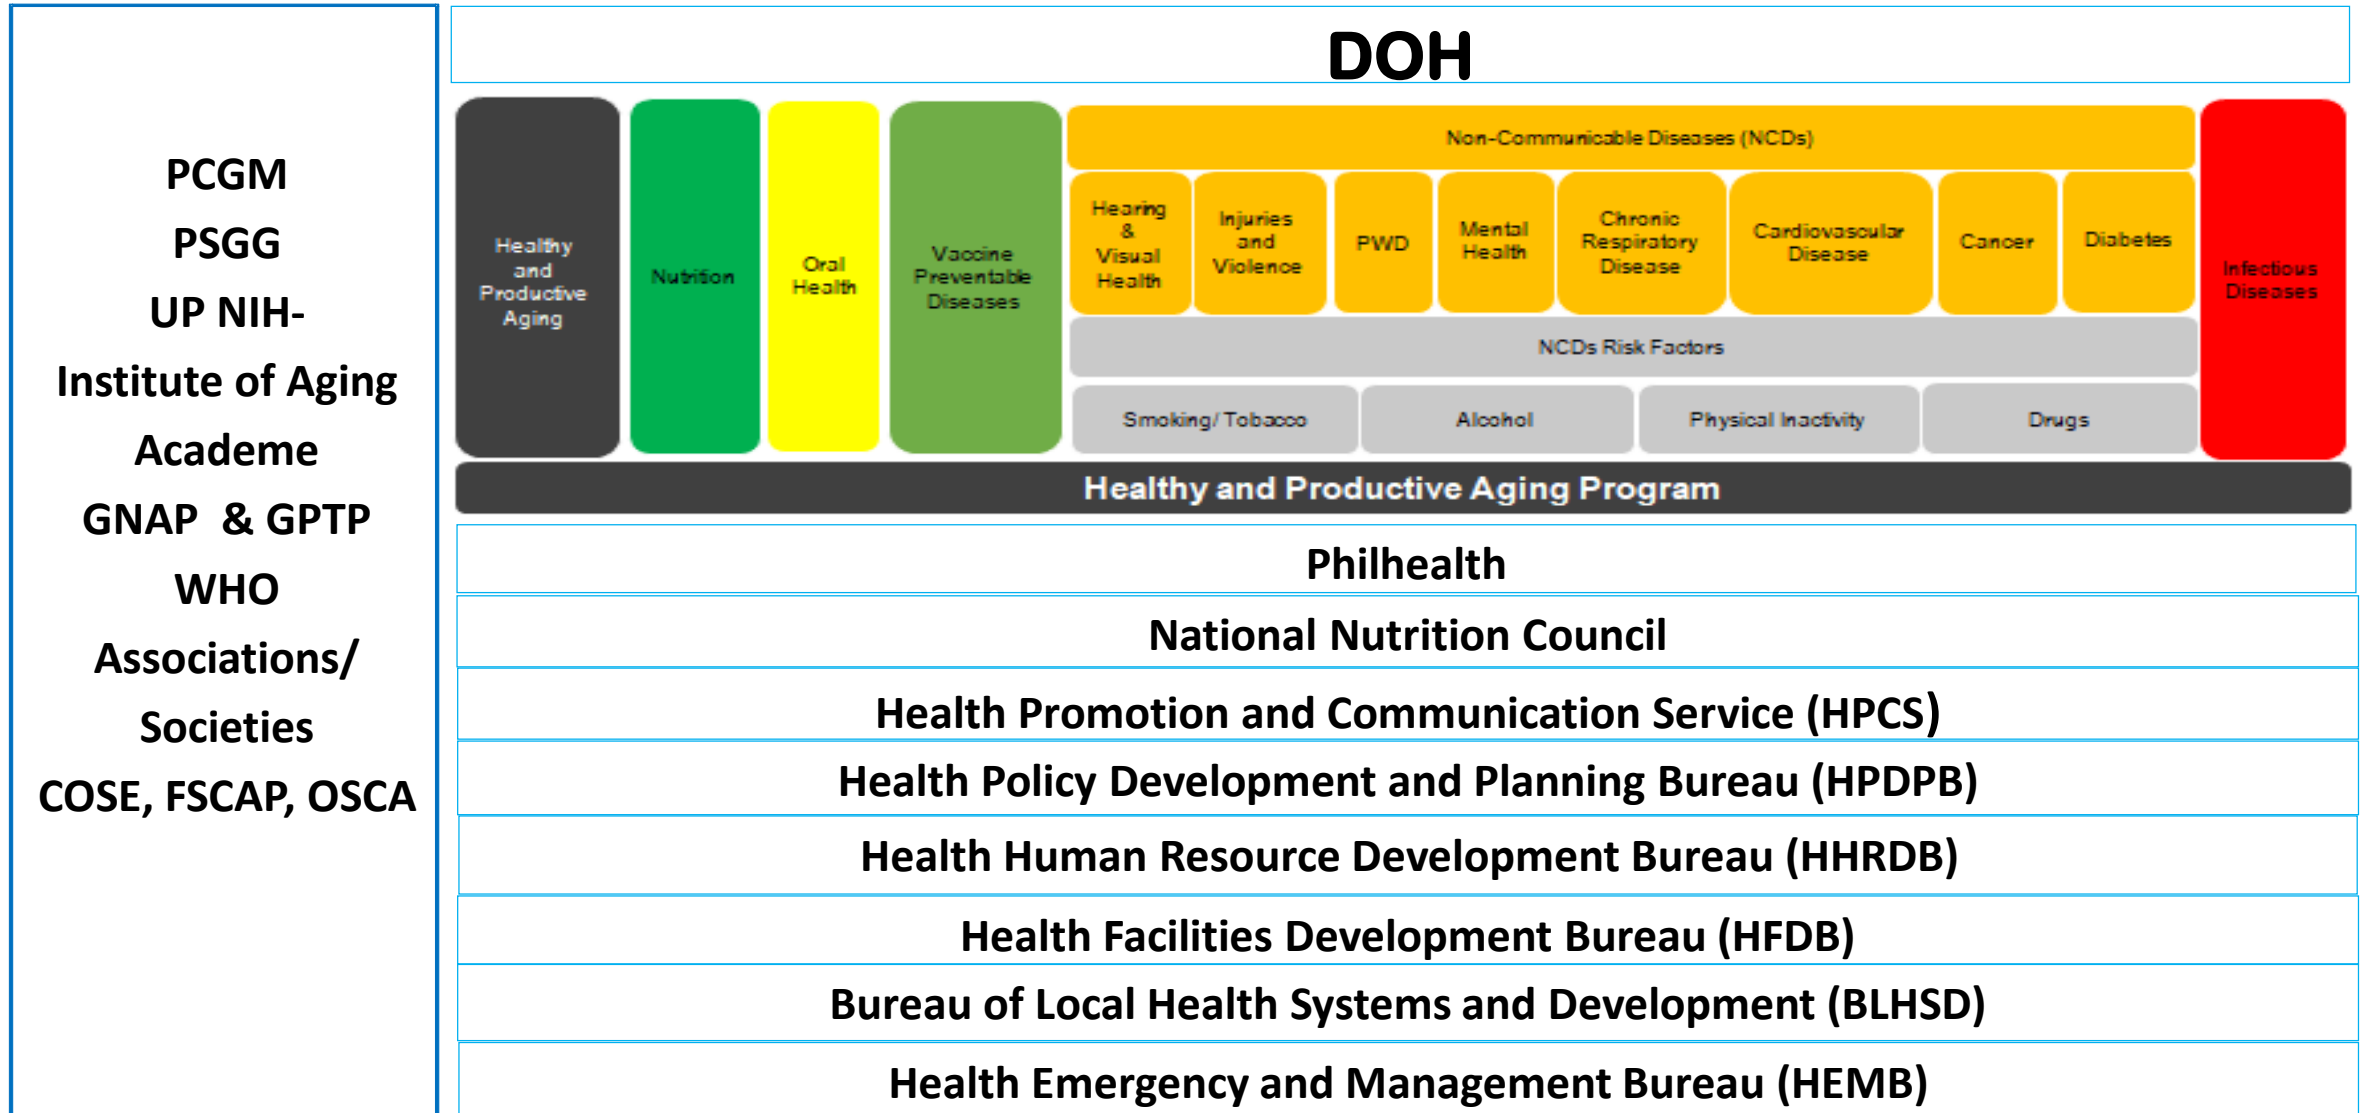 PCGM
PSGG
UP NIH-
Institute of Aging
Academe
GNAP & GPTP
WHO
Associations/
Societies
COSE, FSCAP, OSCA
DOH
Healthy
and
Productive
Aging
Nutrition
Oral
Health
Vaccine
Preventable
Diseases
Non-Communicable Diseases (NCDs)
Hearing
&
Visual
Health
Injuries
and
Violence
PWD
Mental
Health
Chronic
Respiratory
Disease
Cardiovascular
Disease
Cancer
Diabetes
NCDs Risk Factors
Smoking/ Tobacco
Alcohol
Physical Inactivity
Drugs
Infectious
Diseases
Healthy and Productive Aging Program
Philhealth
National Nutrition Council
Health Promotion and Communication Service (HPCS)
Health Policy Development and Planning Bureau (HPDPB)
Health Human Resource Development Bureau (HHRDB)
Health Facilities Development Bureau (HFDB)
Bureau of Local Health Systems and Development (BLHSD)
Health Emergency and Management Bureau (HEMB)